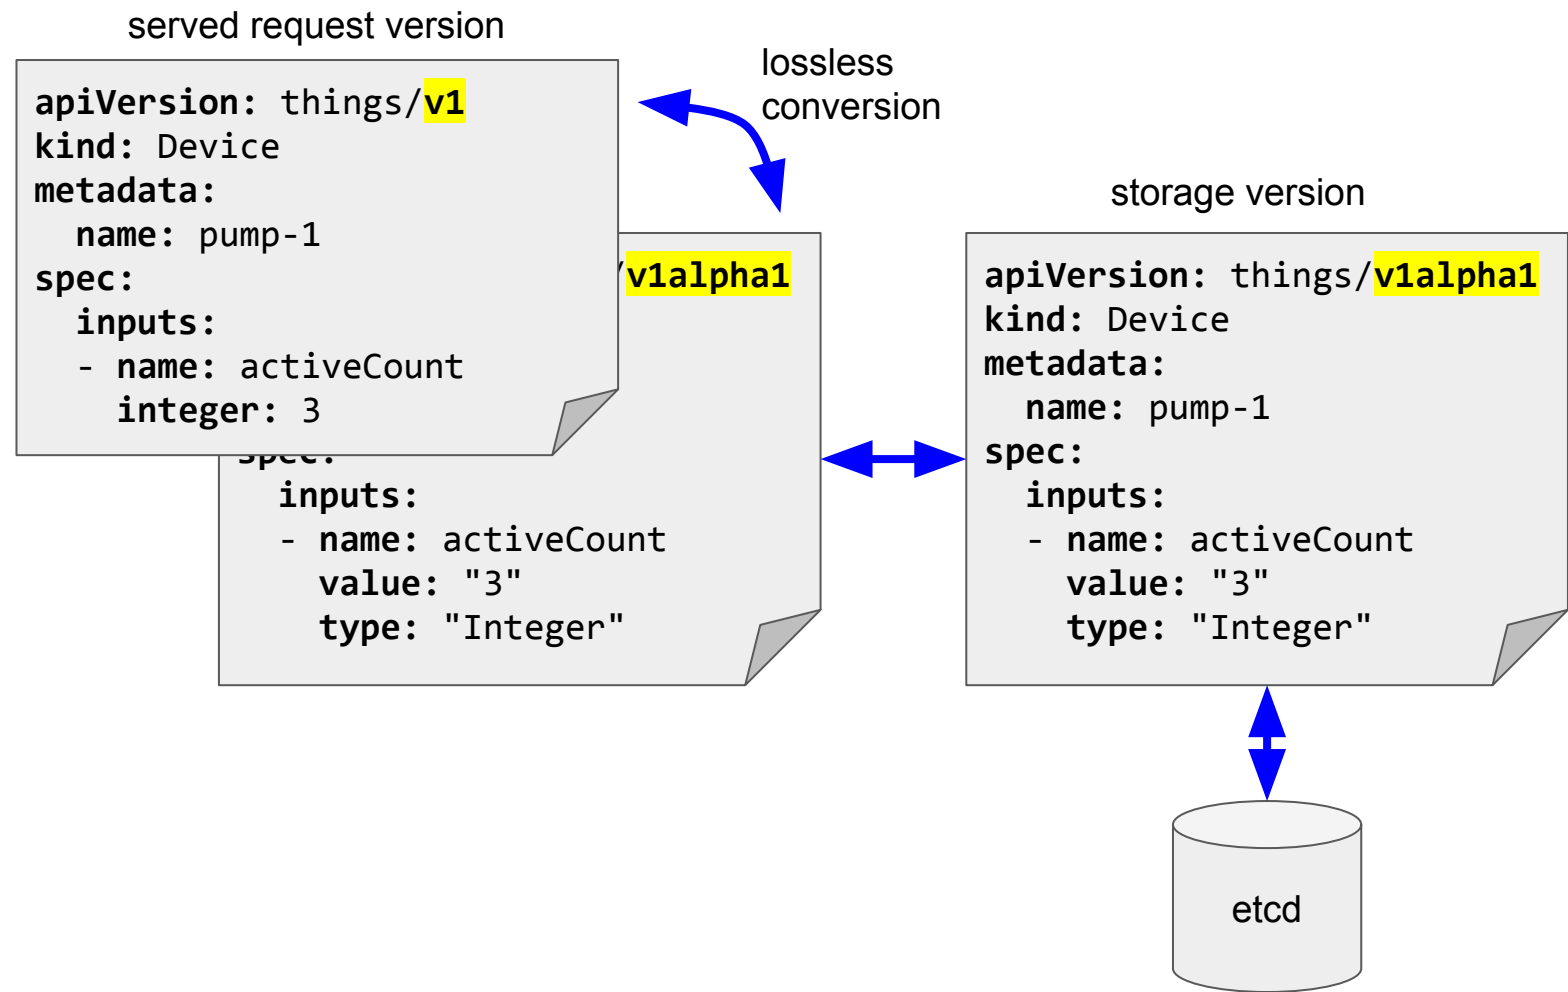 served request version
apiVersion: things/v1
kind: Device
metadata:
  name: pump-1
spec:
  inputs:
  - name: activeCount
    integer: 3
lossless
conversion
/v1alpha1
spec:
  inputs:
  - name: activeCount
    value: "3"
    type: "Integer"
storage version
apiVersion: things/v1alpha1
kind: Device
metadata:
  name: pump-1
spec:
  inputs:
  - name: activeCount
    value: "3"
    type: "Integer"
etcd